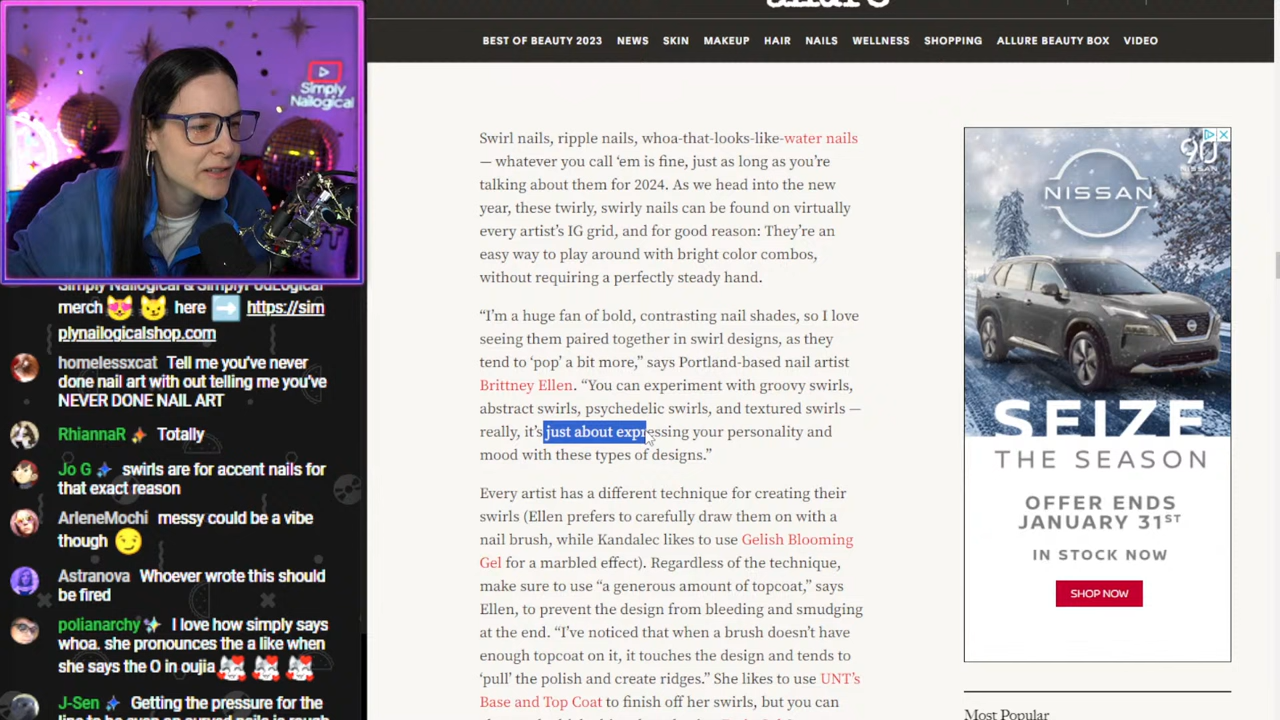 Simply
Nailogical
Simply Nailogical & SimplyPodLogical
merch 😻 😼 here ➡️ https://sim
plynailogicalshop.com
homelessxcat Tell me you've never
done nail art with out telling me you've
NEVER DONE NAIL ART
RhiannaR Totally
Jo G swirls are for accent nails for
that exact reason
ArleneMochi messy could be a vibe
though 😏
Astranova Whoever wrote this should
be fired
polianarchy I love how simply says
whoa. she pronounces the a like when
she says the O in oujia
J-Sen Getting the pressure for the
allure
BEST OF BEAUTY 2023 NEWS SKIN MAKEUP HAIR NAILS WELLNESS SHOPPING ALLURE BEAUTY BOX VIDEO
Swirl nails, ripple nails, whoa-that-looks-like-water nails
— whatever you call ‘em is fine, just as long as you’re
talking about them for 2024. As we head into the new
year, these twirly, swirly nails can be found on virtually
every artist’s IG grid, and for good reason: They’re an
easy way to play around with bright color combos,
without requiring a perfectly steady hand.
“I’m a huge fan of bold, contrasting nail shades, so I love
seeing them paired together in swirl designs, as they
tend to ‘pop’ a bit more,” says Portland-based nail artist
Brittney Ellen. “You can experiment with groovy swirls,
abstract swirls, psychedelic swirls, and textured swirls —
really, it’s just about expressing your personality and
mood with these types of designs.”
Every artist has a different technique for creating their
swirls (Ellen prefers to carefully draw them on with a
nail brush, while Kandalec likes to use Gelish Blooming
Gel for a marbled effect). Regardless of the technique,
make sure to use “a generous amount of topcoat,” says
Ellen, to prevent the design from bleeding and smudging
at the end. “I’ve noticed that when a brush doesn’t have
enough topcoat on it, it touches the design and tends to
‘pull’ the polish and create ridges.” She likes to use UNT’s
Base and Top Coat to finish off her swirls, but you can
90
NISSAN
NISSAN
SEIZE
THE SEASON
OFFER ENDS
JANUARY 31ST
IN STOCK NOW
SHOP NOW
Most Popular